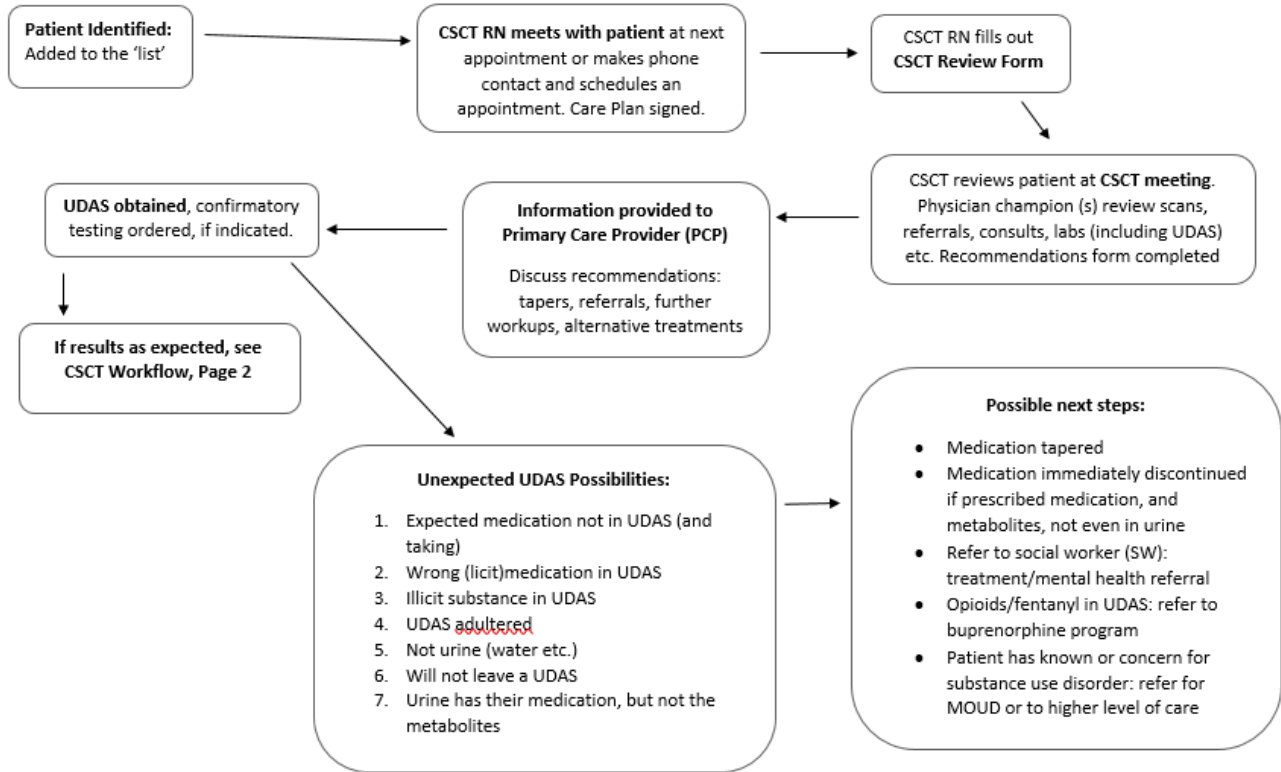 Patient Identified:
Added to the ‘list’
CSCT RN meets with patient at next
appointment or makes phone
contact and schedules an
appointment. Care Plan signed.
CSCT RN fills out
CSCT Review Form
CSCT reviews patient at CSCT meeting.
Physician champion (s) review scans,
referrals, consults, labs (including UDAS)
etc. Recommendations form completed
Information provided to
Primary Care Provider (PCP)
Discuss recommendations:
tapers, referrals, further
workups, alternative treatments
UDAS obtained, confirmatory
testing ordered, if indicated.
If results as expected, see
CSCT Workflow, Page 2
Unexpected UDAS Possibilities:
1. Expected medication not in UDAS (and
taking)
2. Wrong (licit)medication in UDAS
3. Illicit substance in UDAS
4. UDAS adultered
5. Not urine (water etc.)
6. Will not leave a UDAS
7. Urine has their medication, but not the
metabolites
Possible next steps:
• Medication tapered
• Medication immediately discontinued
if prescribed medication, and
metabolites, not even in urine
• Refer to social worker (SW):
treatment/mental health referral
• Opioids/fentanyl in UDAS: refer to
buprenorphine program
• Patient has known or concern for
substance use disorder: refer for
MOUD or to higher level of care